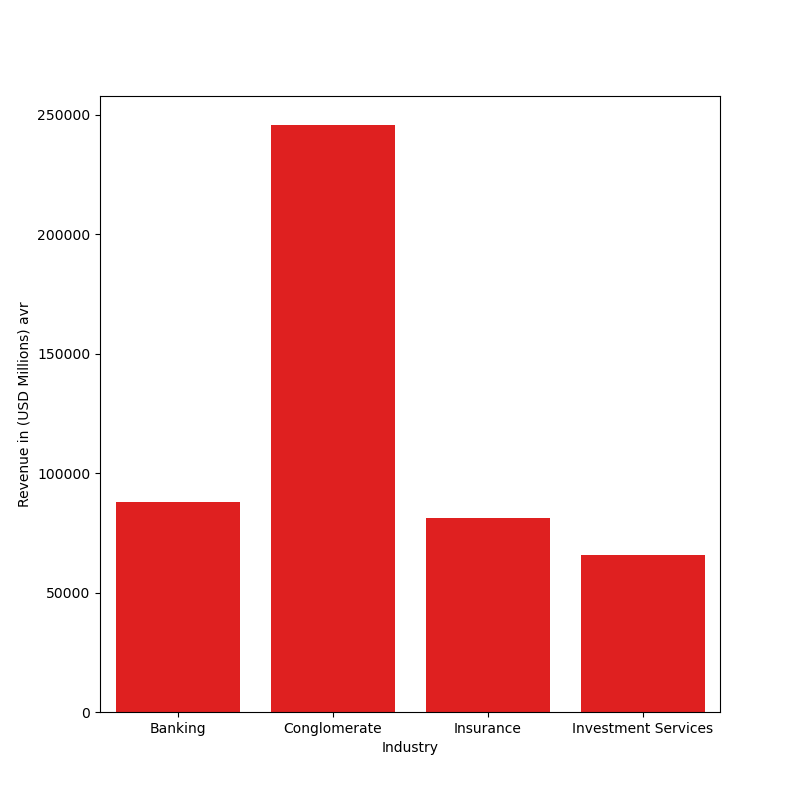 Revenue in (USD Millions) avr
250000
200000
150000
100000
50000
0
Banking
Conglomerate
Insurance
Investment Services
Industry